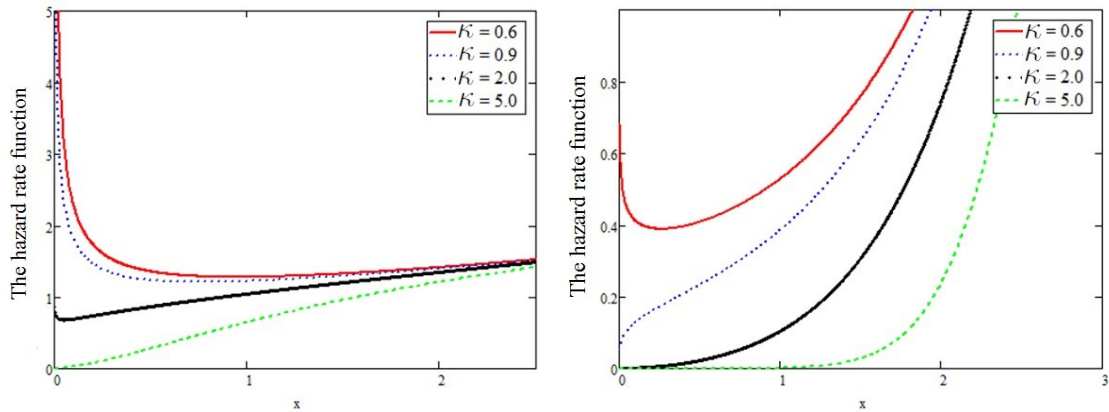 The hazard rate function
5
4
3
2
1
0
0
1
2
x
κ = 0.6
κ = 0.9
κ = 2.0
κ = 5.0
The hazard rate function
0.8
0.6
0.4
0.2
0
0
1
2
3
x
κ = 0.6
κ = 0.9
κ = 2.0
κ = 5.0